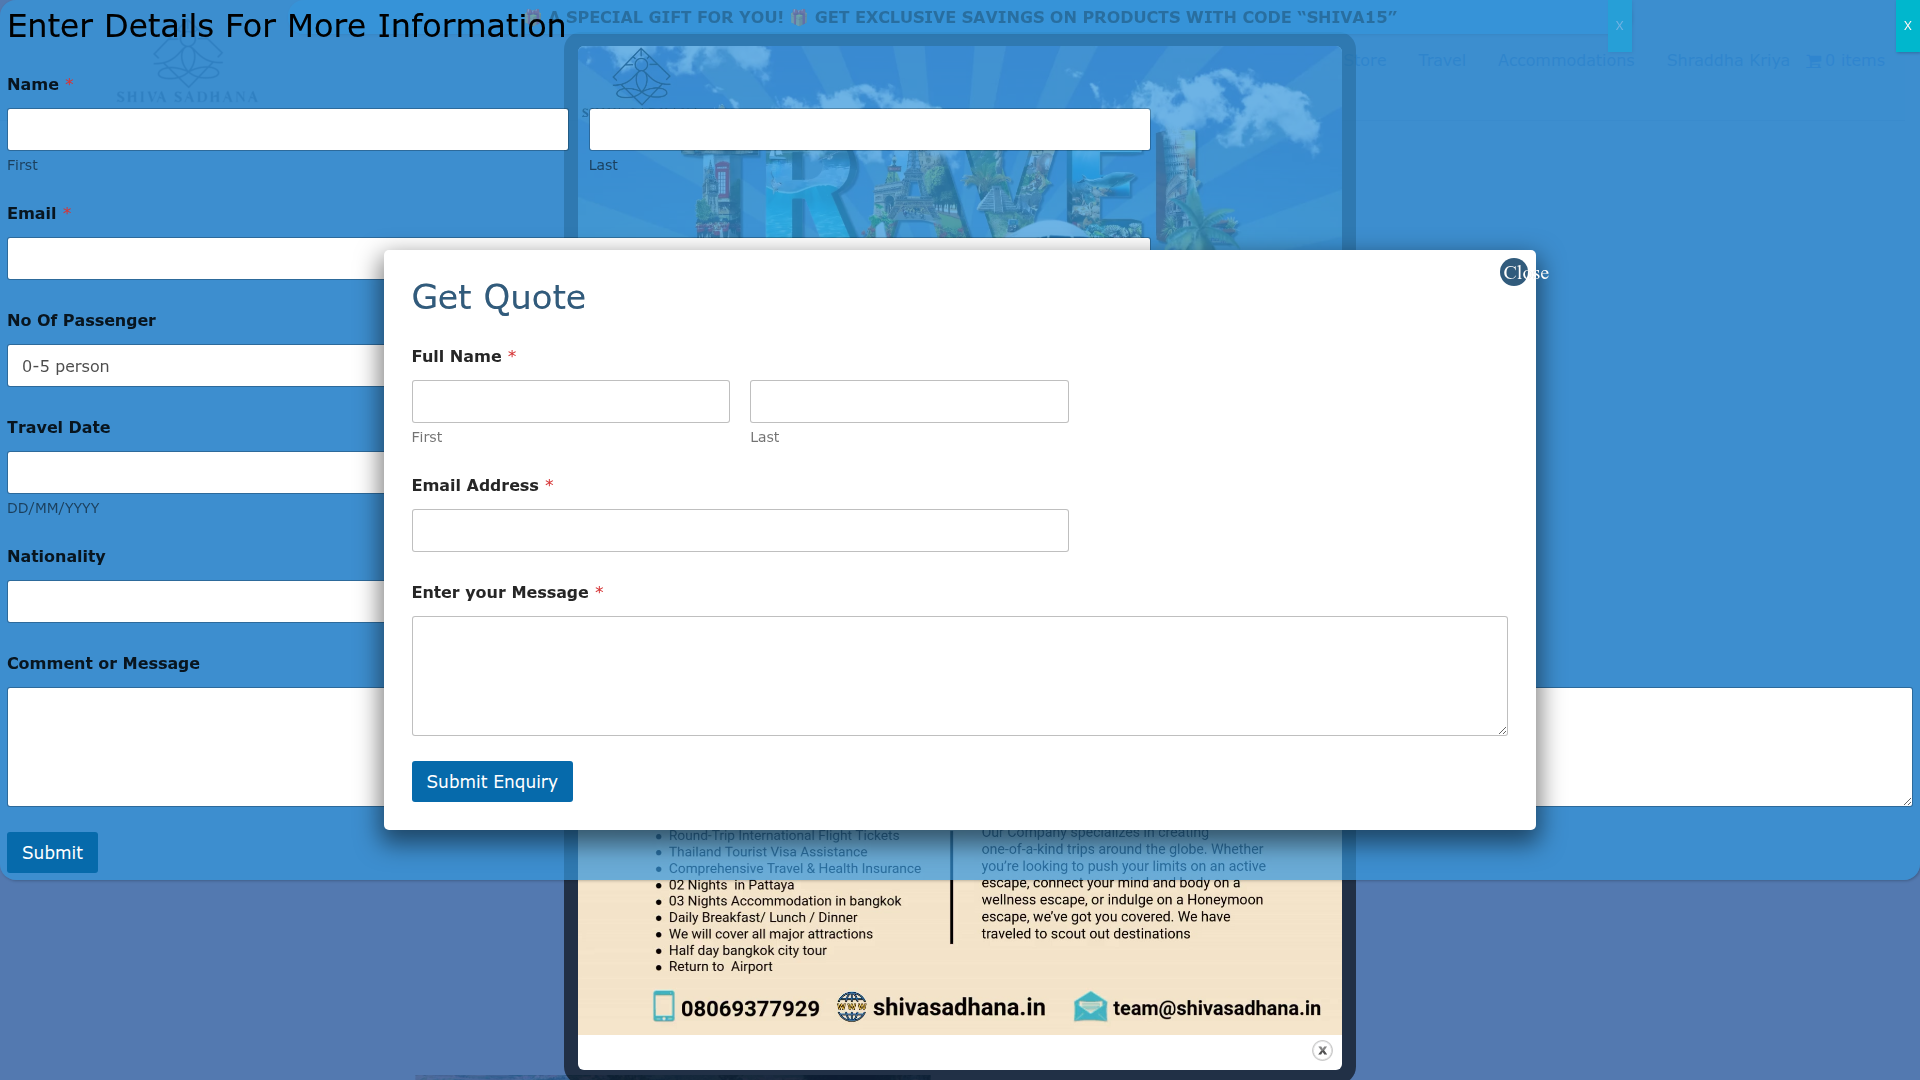 🎁 A SPECIAL GIFT FOR YOU! 🎁 GET EXCLUSIVE SAVINGS ON PRODUCTS WITH CODE “SHIVA15”
X
X
Enter Details For More Information
SHIVA SADHANA
Travel
Accommodations
Shraddha Kriya
0 Items
Name *
First
Last
TRAVEL
Email *
No Of Passenger
0-5 person
Travel Date
DD/MM/YYYY
Nationality
Comment or Message
Submit
Close
Get Quote
Full Name *
First
Last
Email Address *
Enter your Message *
Submit Enquiry
• Round-Trip International Flight Tickets
• Thailand Tourist Visa Assistance
• Comprehensive Travel & Health Insurance
• 02 Nights in Pattaya
• 03 Nights Accommodation in bangkok
• Daily Breakfast/ Lunch / Dinner
• We will cover all major attractions
• Half day bangkok city tour
• Return to Airport
Our Company specializes in creating
one-of-a-kind trips around the globe. Whether
you're looking to push your limits on an active
escape, connect your mind and body on a
wellness escape, or indulge on a Honeymoon
escape, we've got you covered. We have
traveled to scout out destinations
08069377929
www
shivasadhana.in
team@shivasadhana.in
X